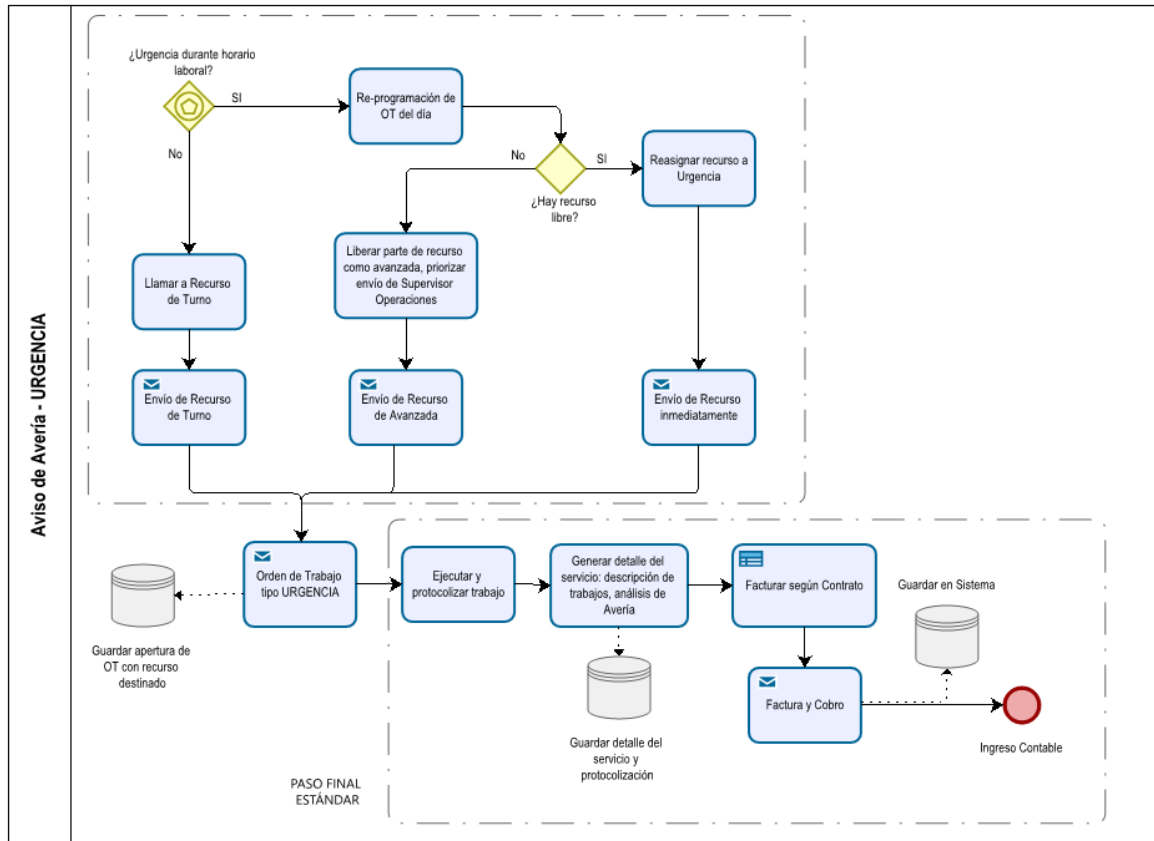 Aviso de Avería - URGENCIA
¿Urgencia durante horario
laboral?
SI
No
Re-programación de
OT del día
No
SI
¿Hay recurso
libre?
Reasignar recurso a
Urgencia
Llamar a Recurso
de Turno
Liberar parte de recurso
como avanzada, priorizar
envío de Supervisor
Operaciones
Envío de Recurso
de Turno
Envío de Recurso
de Avanzada
Envío de Recurso
inmediatamente
Orden de Trabajo
tipo URGENCIA
Guardar apertura de
OT con recurso
destinado
Ejecutar y
protocolizar trabajo
Generar detalle del
servicio: descripción de
trabajos, análisis de
Avería
Facturar según Contrato
Guardar en Sistema
Guardar detalle del
servicio y
protocolización
Factura y Cobro
Ingreso Contable
PASO FINAL
ESTÁNDAR